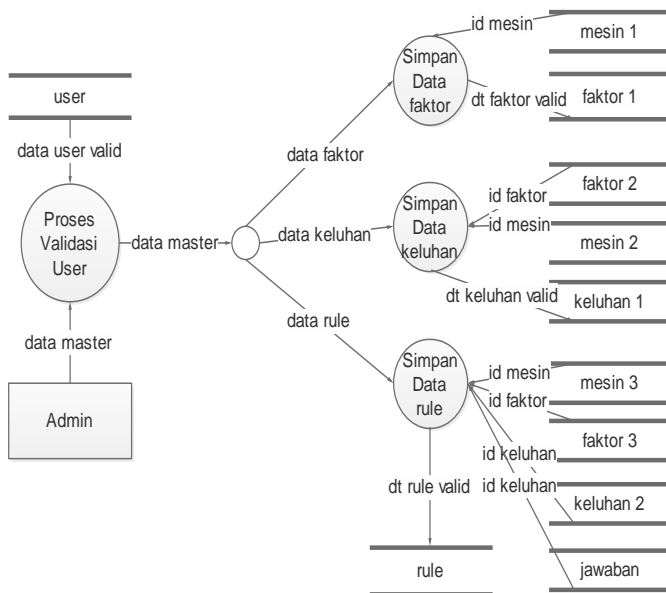 id mesin
mesin 1
Simpan
Data
faktor
user
dt faktor valid
faktor 1
data user valid
data faktor
Proses
Validasi
User
data master
data keluhan
Simpan
Data
keluhan
id faktor
faktor 2
id mesin
mesin 2
dt keluhan valid
keluhan 1
data master
data rule
Admin
Simpan
Data
rule
id mesin
mesin 3
id faktor
faktor 3
id keluhan
id keluhan
keluhan 2
dt rule valid
rule
jawaban